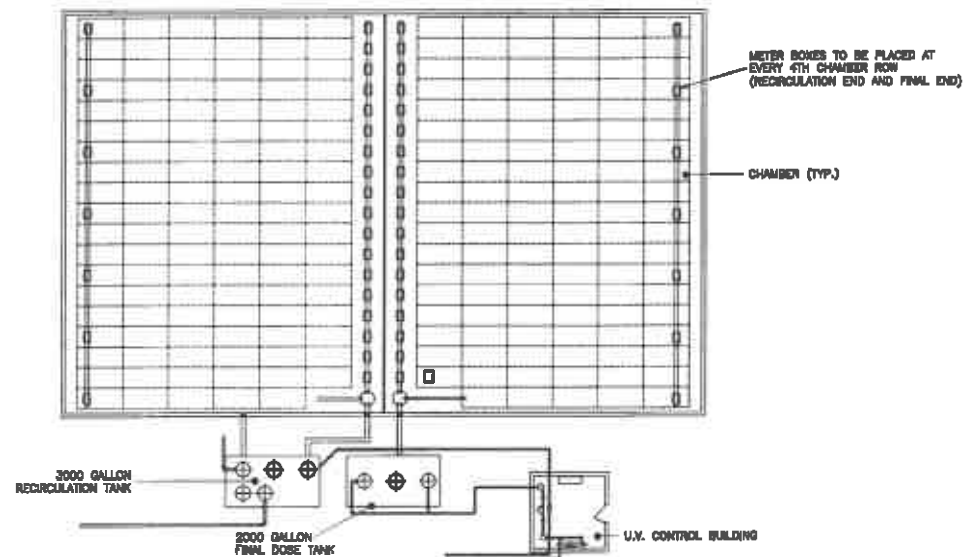 METER BOXES TO BE PLACED AT
EVERY 4TH CHAMBER ROW
(RECIRCULATION END AND FINAL END)
CHAMBER (TYP.)
3000 GALLON
RECIRCULATION TANK
2000 GALLON
FINAL DOSE TANK
U.V. CONTROL BUILDING